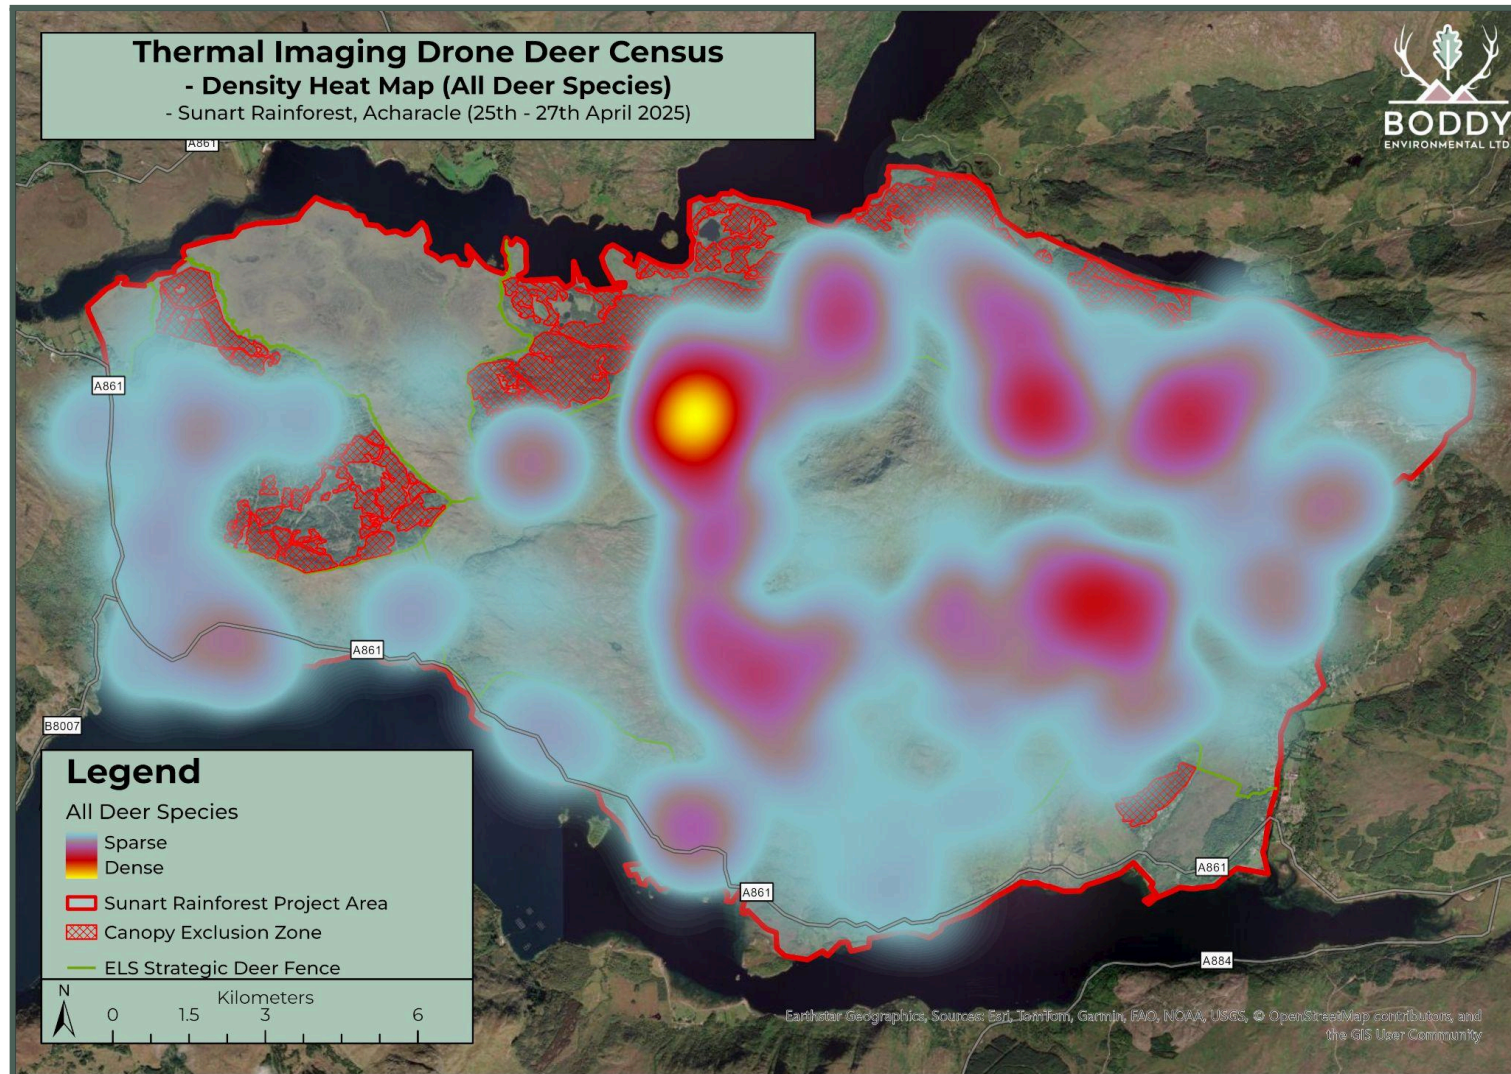 Thermal Imaging Drone Deer Census
- Density Heat Map (All Deer Species)
- Sunart Rainforest, Acharacle (25th - 27th April 2025)
BODDY
ENVIRONMENTAL LTD
A861
A861
A861
B8007
A861
A861
A884
Legend
All Deer Species
Sparse
Dense
Sunart Rainforest Project Area
Canopy Exclusion Zone
ELS Strategic Deer Fence
N
Kilometers
0 1.5 3 6
Earthstar Geographics, Sources: Esri, TomTom, Garmin, FAO, NOAA, USGS, © OpenStreetMap contributors, and
the GIS User Community